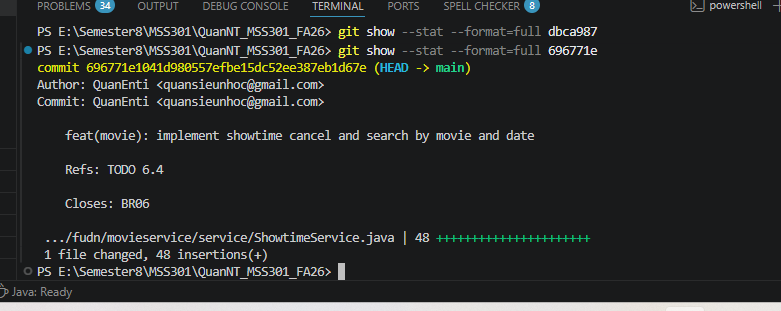 PROBLEMS 34 OUTPUT DEBUG CONSOLE TERMINAL PORTS SPELL CHECKER 8 powershell
PS E:\Semester8\MSS301\QuanNT_MSS301_FA26> git show --stat --format=full dbca987
PS E:\Semester8\MSS301\QuanNT_MSS301_FA26> git show --stat --format=full 696771e
commit 696771e1041d980557efbe15dc52ee387eb1d67e (HEAD -> main)
Author: QuanEnti <quansieunhoc@gmail.com>
Commit: QuanEnti <quansieunhoc@gmail.com>
feat(movie): implement showtime cancel and search by movie and date
Refs: TODO 6.4
Closes: BR06
.../fudn/movieservice/service/ShowtimeService.java | 48 ++++++++++++++++++++++
1 file changed, 48 insertions(+)
PS E:\Semester8\MSS301\QuanNT_MSS301_FA26>
Java: Ready